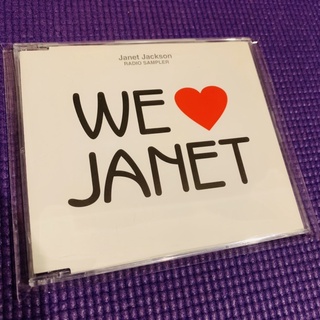 Janet Jackson
RADIO SAMPLER
WE ❤
JANET